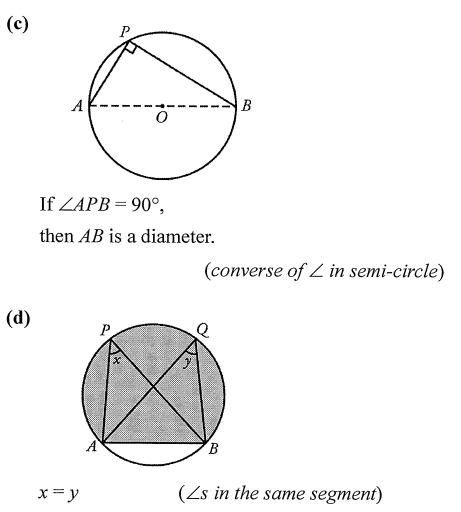 (c)
P
A
O
B
If ∠APB = 90°,
then AB is a diameter.
(converse of ∠ in semi-circle)
(d)
P
Q
x
y
A
B
x = y (∠s in the same segment)